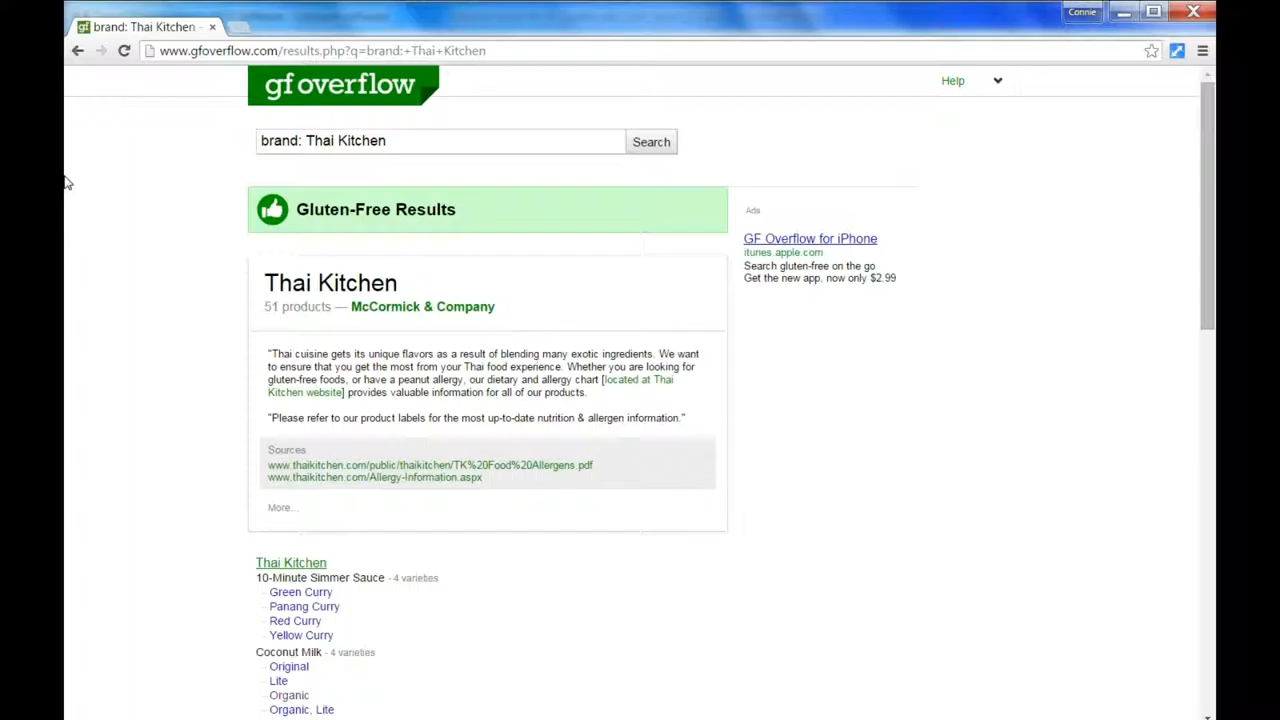 Connie
gf brand: Thai Kitchen -
www.gfoverflow.com/results.php?q=brand:+Thai+Kitchen
gf overflow
Help
brand: Thai Kitchen
Search
Gluten-Free Results
Ads
GF Overflow for iPhone
itunes.apple.com
Search gluten-free on the go
Get the new app, now only $2.99
Thai Kitchen
51 products — McCormick & Company
"Thai cuisine gets its unique flavors as a result of blending many exotic ingredients. We want
to ensure that you get the most from your Thai food experience. Whether you are looking for
gluten-free foods, or have a peanut allergy, our dietary and allergy chart [located at Thai
Kitchen website] provides valuable information for all of our products.
"Please refer to our product labels for the most up-to-date nutrition & allergen information."
Sources
www.thaikitchen.com/public/thaikitchen/TK%20Food%20Allergens.pdf
www.thaikitchen.com/Allergy-Information.aspx
More...
Thai Kitchen
10-Minute Simmer Sauce - 4 varieties
Green Curry
Panang Curry
Red Curry
Yellow Curry
Coconut Milk - 4 varieties
Original
Lite
Organic
Organic, Lite